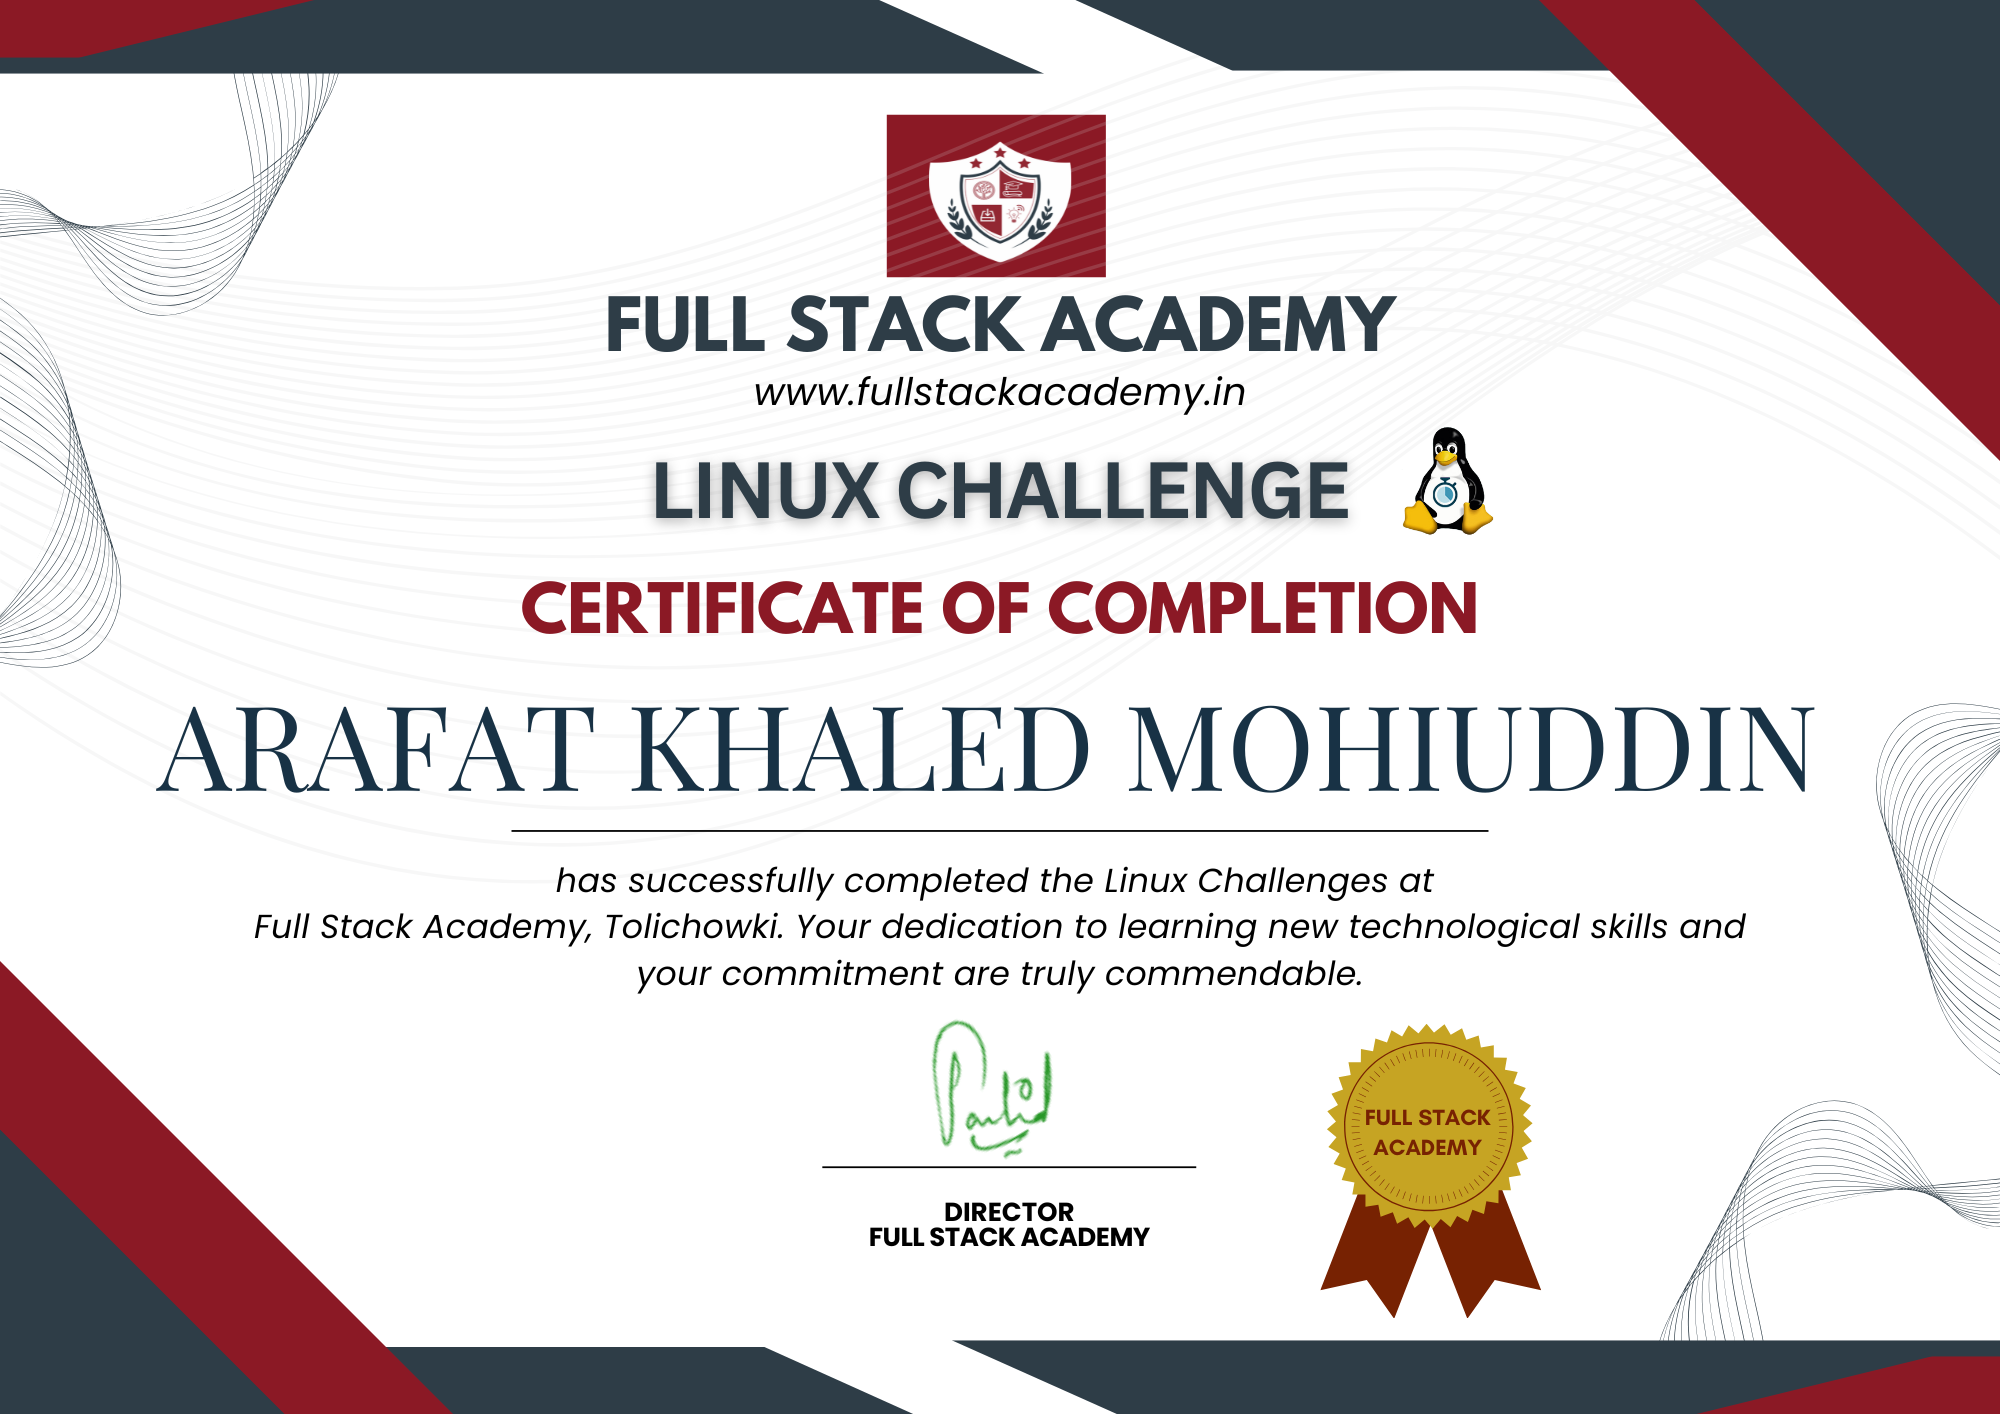 FULL STACK ACADEMY
www.fullstackacademy.in
LINUX CHALLENGE
CERTIFICATE OF COMPLETION
ARAFAT KHALED MOHIUDDIN
has successfully completed the Linux Challenges at
Full Stack Academy, Tolichowki. Your dedication to learning new technological skills and
your commitment are truly commendable.
DIRECTOR
FULL STACK ACADEMY
FULL STACK
ACADEMY